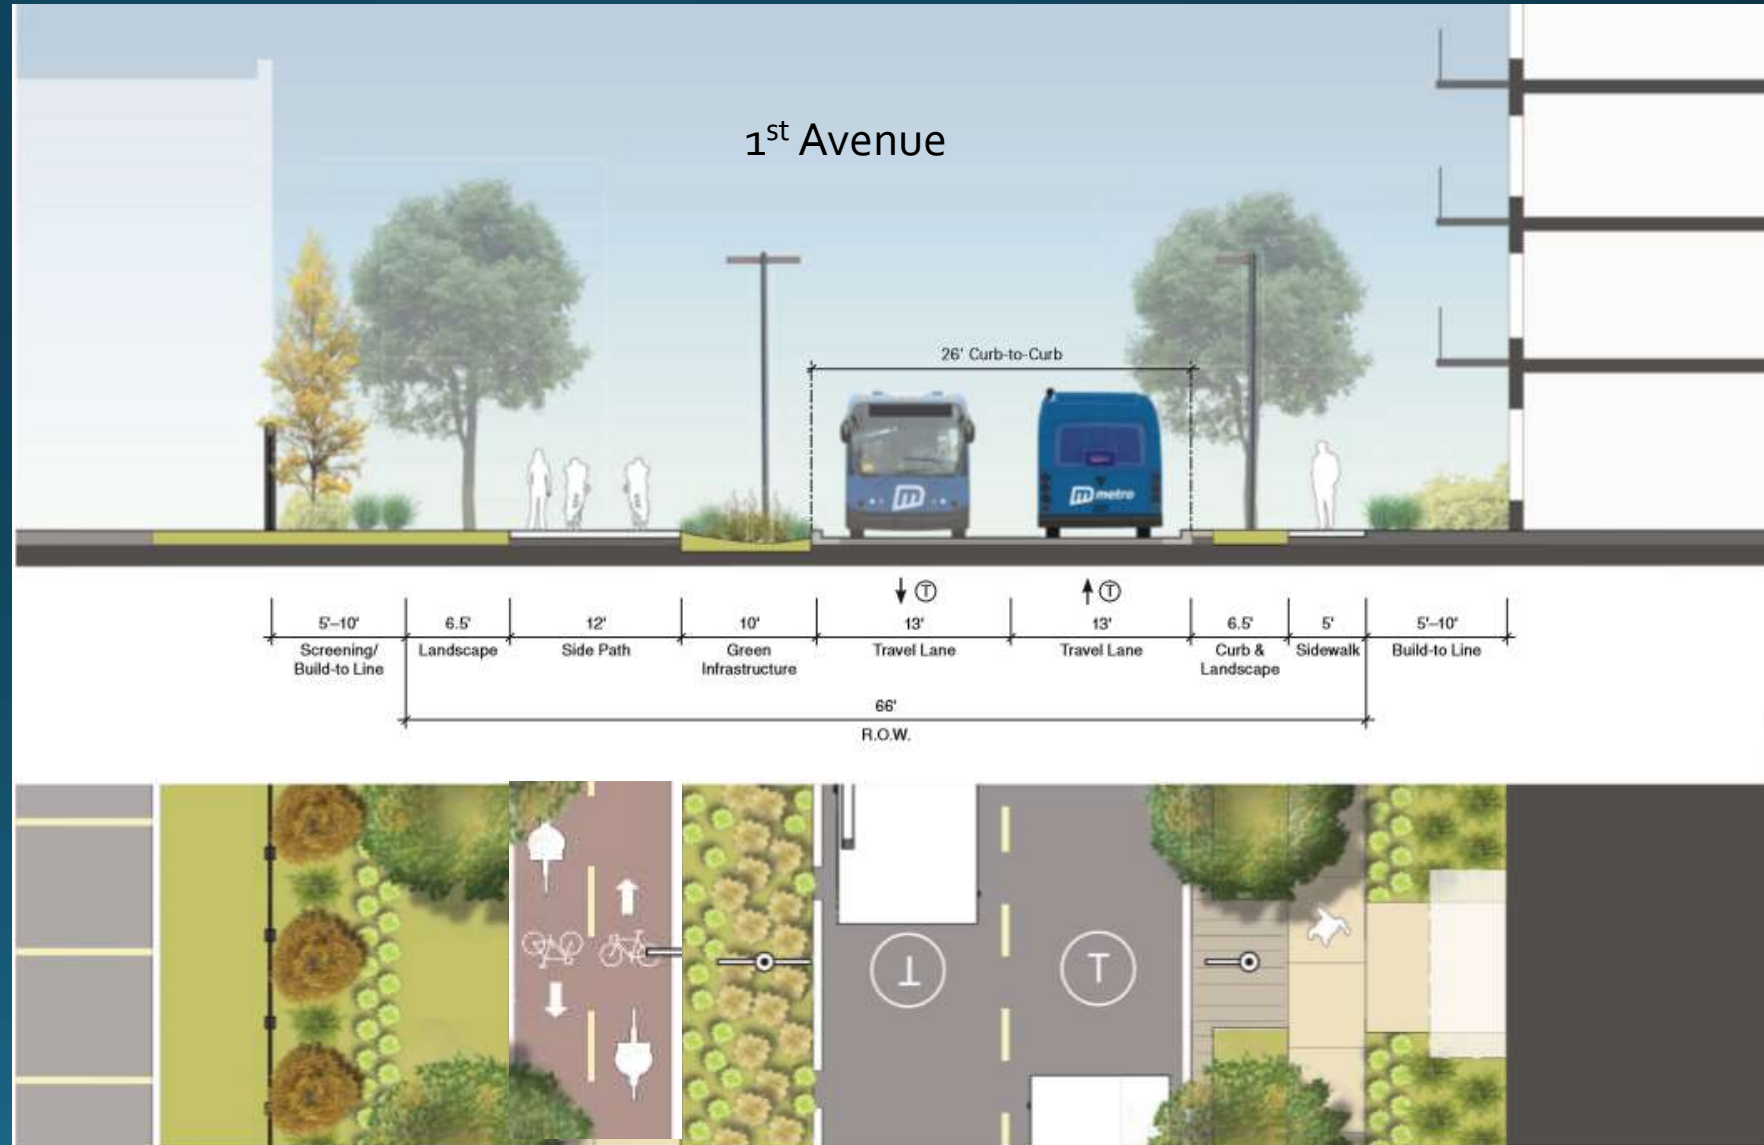 1st Avenue
26' Curb-to-Curb
m
m metro
T
T
5'–10'
6.5'
12'
10'
13'
13'
6.5'
5'
5'–10'
Screening/
Build-to Line
Landscape
Side Path
Green
Infrastructure
Travel Lane
Travel Lane
Curb &
Landscape
Sidewalk
Build-to Line
66'
R.O.W.
T
T